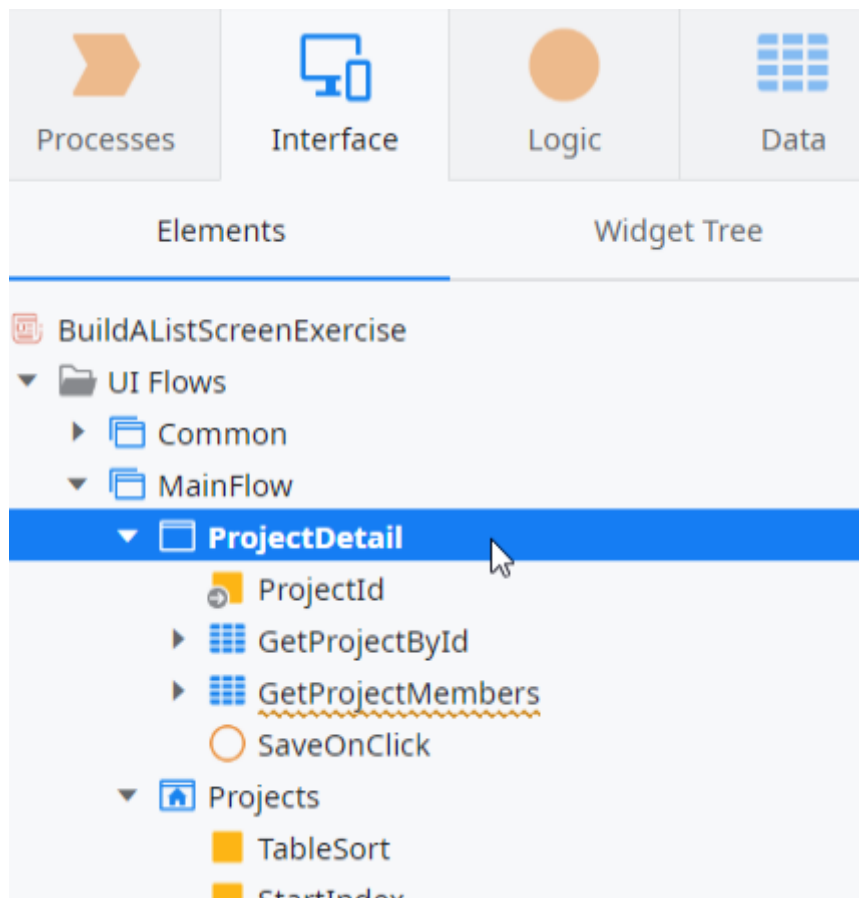 Processes Interface Logic Data
Elements Widget Tree
BuildAListScreenExercise
UI Flows
Common
MainFlow
ProjectDetail
ProjectId
GetProjectById
GetProjectMembers
SaveOnClick
Projects
TableSort
StartIndex